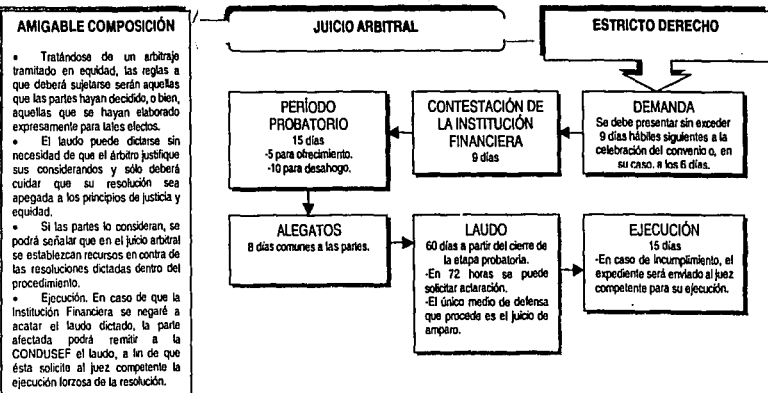 AMIGABLE COMPOSICIÓN
• Tratándose de un arbitraje
tramitado en equidad, las reglas a
que deberá sujetarse serán aquellas
que las partes hayan decidido, o bien,
aquellas que se hayan elaborado
expresamente para tales efectos.
• El laudo puede dictarse sin
necesidad de que el árbitro justifique
sus considerandos y sólo deberá
cuidar que su resolución sea
apegada a los principios de justicia y
equidad.
• Si las partes lo consideran, se
podrá señalar que en el juicio arbitral
se establezcan recursos en contra de
las resoluciones dictadas dentro del
procedimiento.
• Ejecución. En caso de que la
Institución Financiera se negaré a
acatar el laudo dictado, la parte
afectada podrá remitir a la
CONDUSEF el laudo, a fin de que
ésta solicite al juez competente la
ejecución forzosa de la resolución.
JUICIO ARBITRAL
ESTRICTO DERECHO
DEMANDA
Se debe presentar sin exceder
9 días hábiles siguientes a la
celebración del convenio o, en
su caso, a los 6 días.
CONTESTACIÓN DE
LA INSTITUCIÓN
FINANCIERA
9 días
PERÍODO
PROBATORIO
15 días
-5 para ofrecimiento.
-10 para desahogo.
ALEGATOS
8 días comunes a las partes.
LAUDO
60 días a partir del cierre de
la etapa probatoria.
-En 72 horas se puede
solicitar aclaración.
-El único medio de defensa
que procede es el juicio de
amparo.
EJECUCIÓN
15 días
-En caso de incumplimiento, el
expediente será enviado al juez
competente para su ejecución.